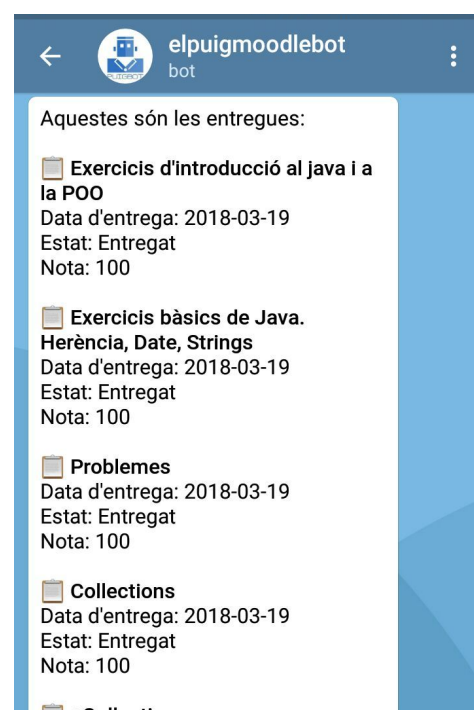 elpuigmoodlebot
bot
PUIGBOT
Aquestes són les entregues:
Exercicis d'introducció al java i a
la POO
Data d'entrega: 2018-03-19
Estat: Entregat
Nota: 100
Exercicis bàsics de Java.
Herència, Date, Strings
Data d'entrega: 2018-03-19
Estat: Entregat
Nota: 100
Problemes
Data d'entrega: 2018-03-19
Estat: Entregat
Nota: 100
Collections
Data d'entrega: 2018-03-19
Estat: Entregat
Nota: 100